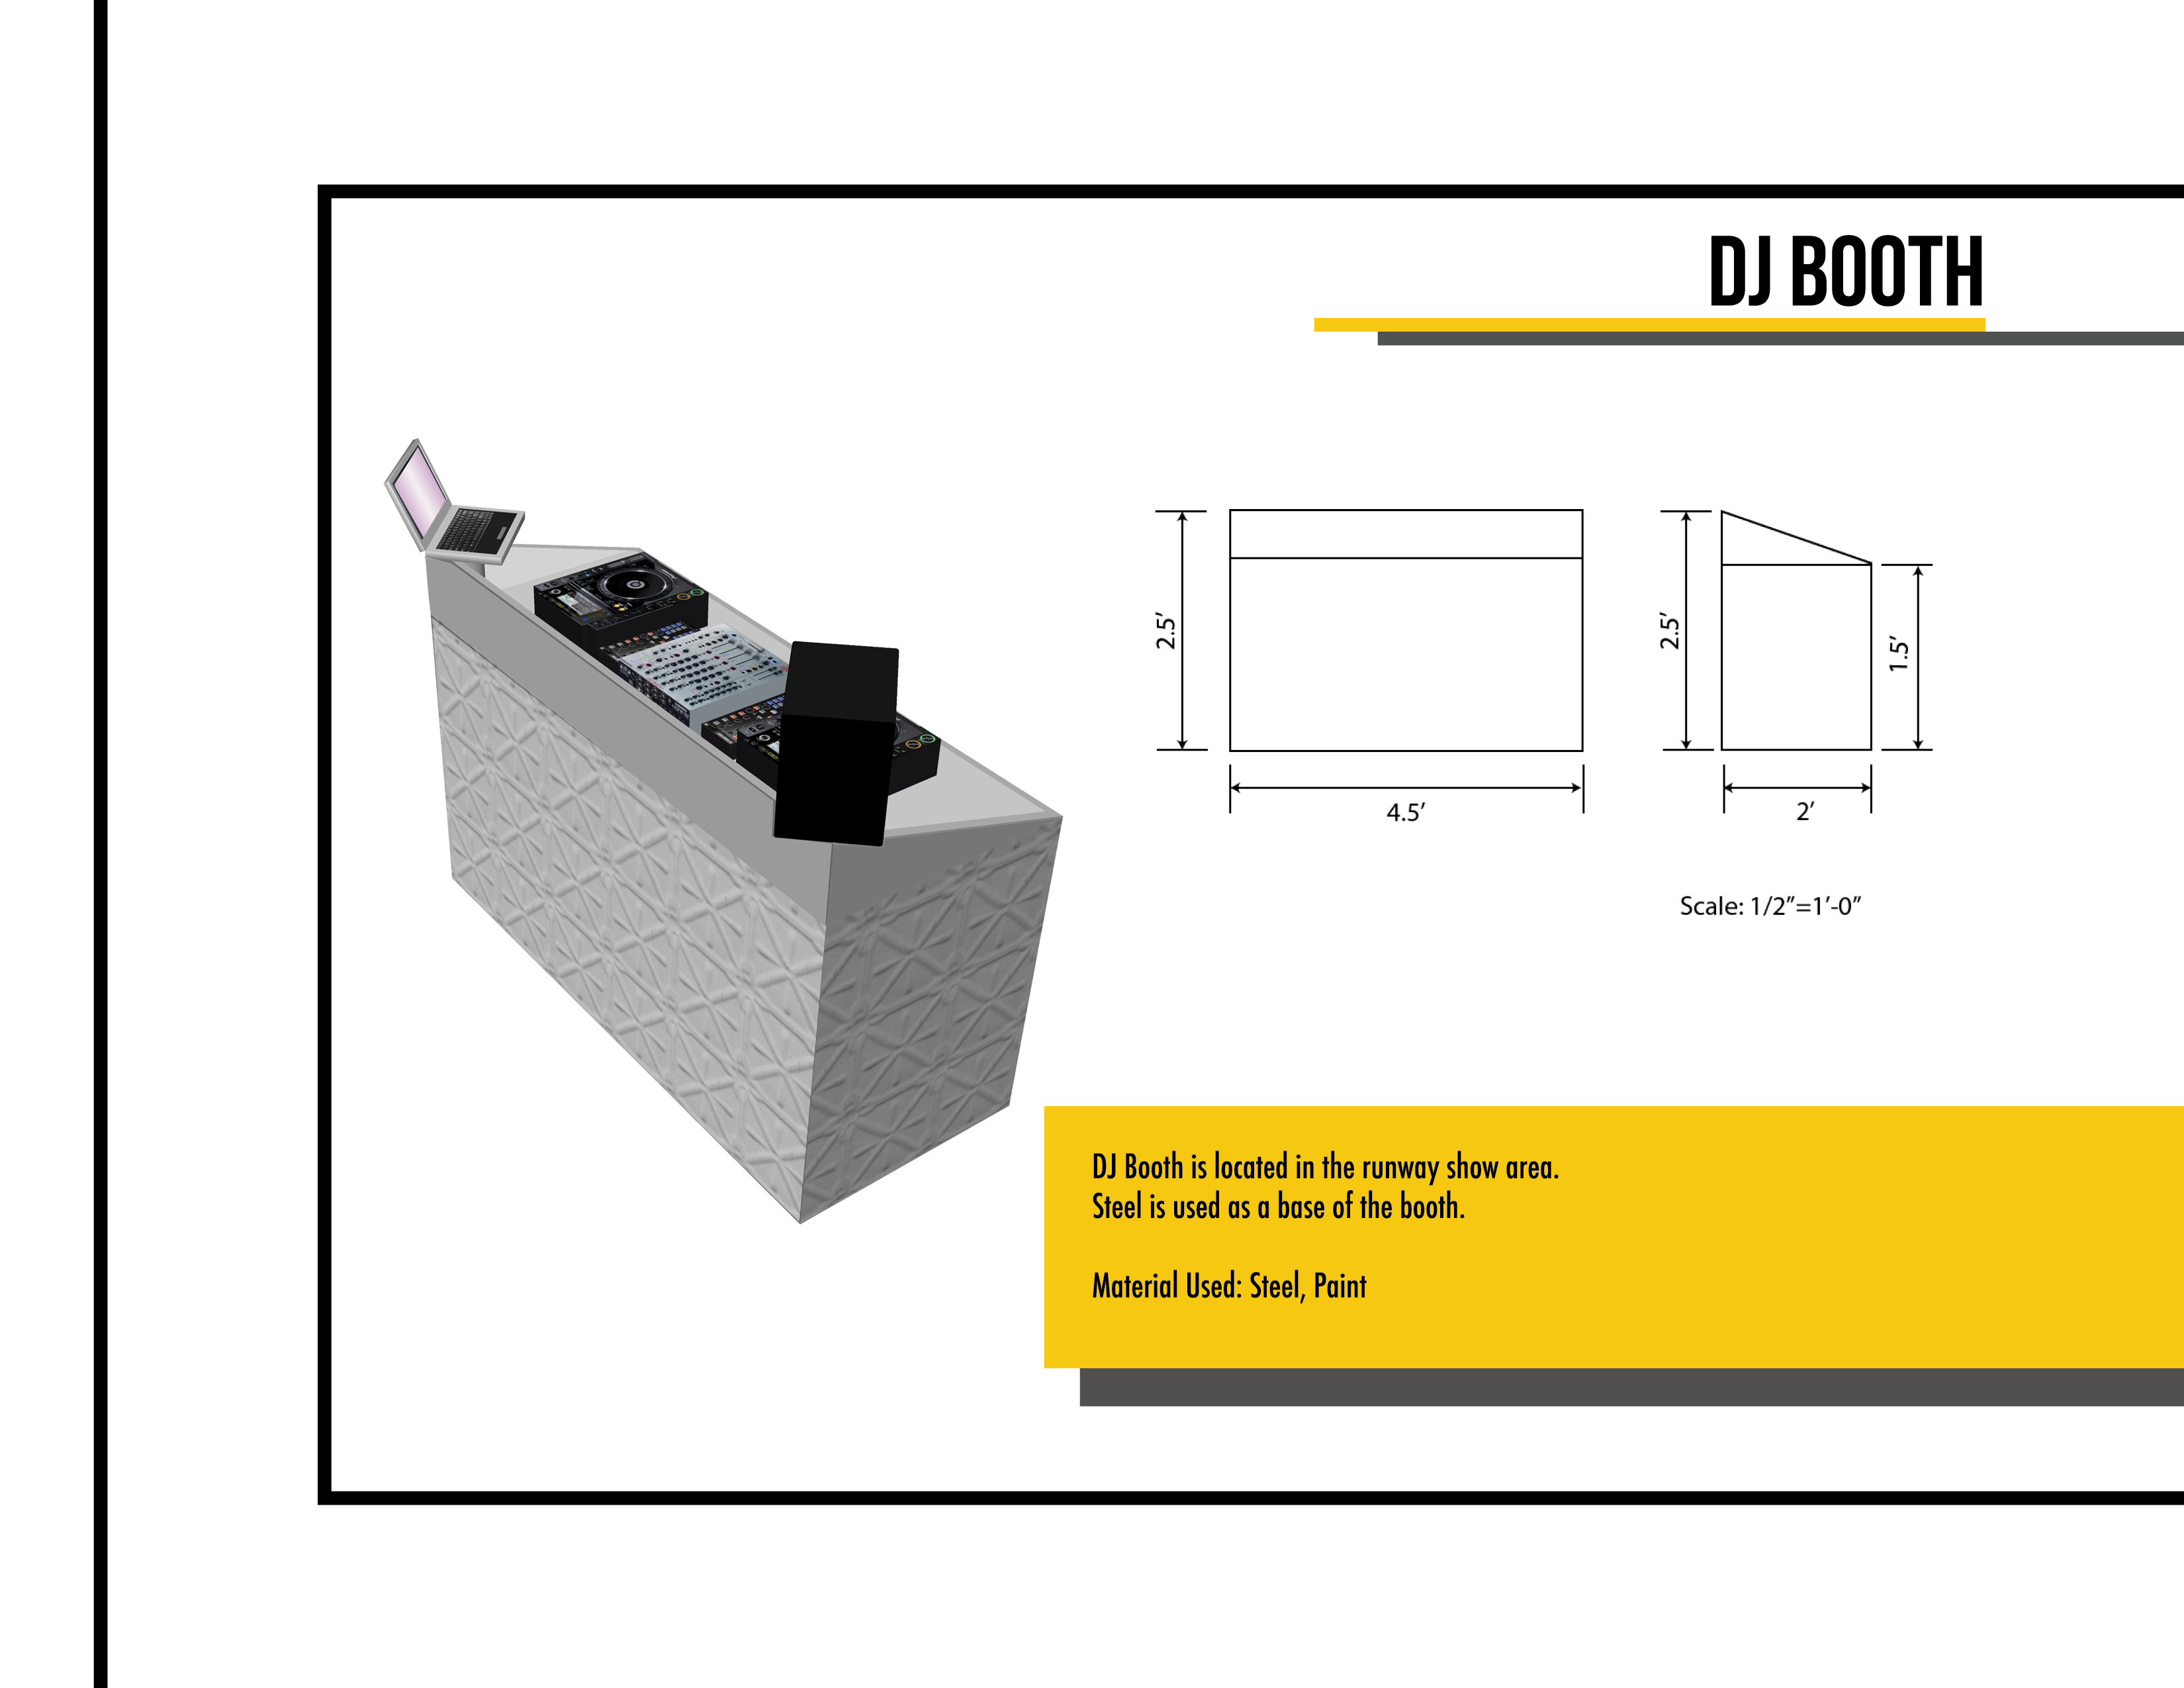 DJ BOOTH
2.5’
4.5’
2.5’
1.5’
2’
Scale: 1/2”=1’-0”
DJ Booth is located in the runway show area.
Steel is used as a base of the booth.
Material Used: Steel, Paint